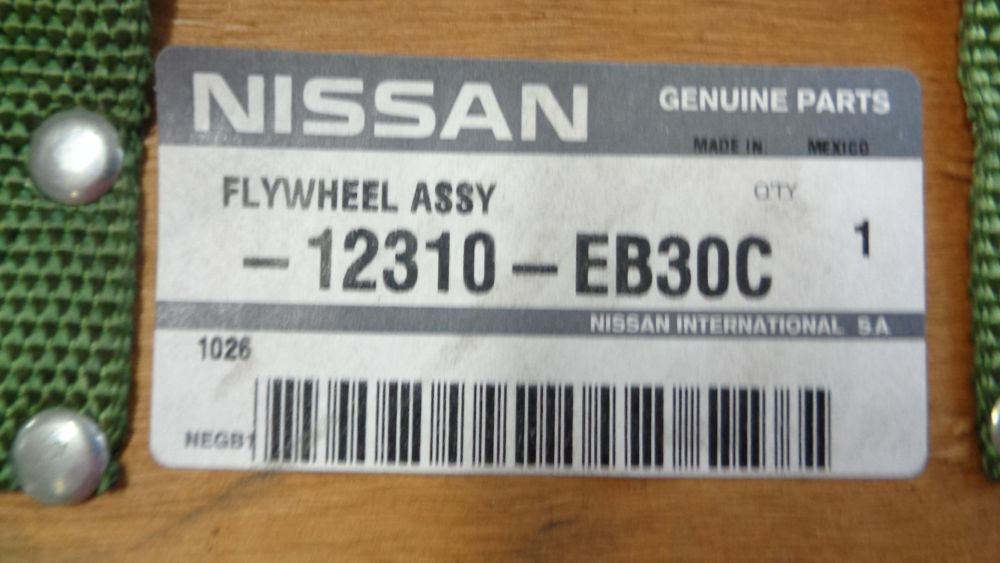 NISSAN GENUINE PARTS
MADE IN: MEXICO
FLYWHEEL ASSY Q'TY
-12310-EB30C 1
NISSAN INTERNATIONAL S.A
1026
NEGB1